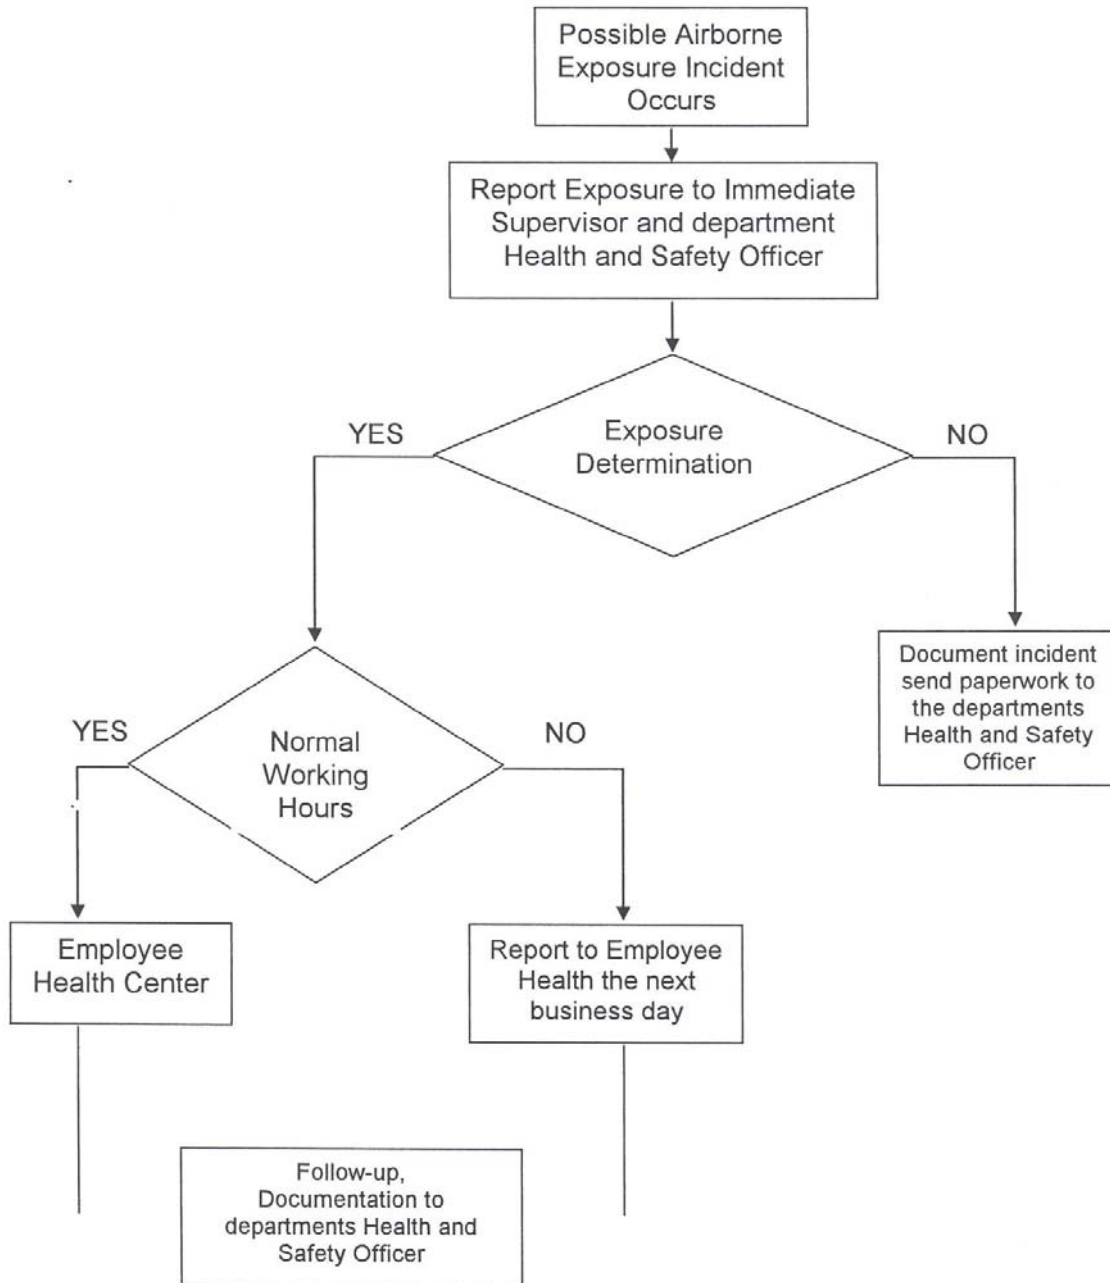 Possible Airborne
Exposure Incident
Occurs
Report Exposure to Immediate
Supervisor and department
Health and Safety Officer
Exposure
Determination
YES
NO
Document incident
send paperwork to
the departments
Health and Safety
Officer
Normal
Working
Hours
YES
NO
Employee
Health Center
Report to Employee
Health the next
business day
Follow-up,
Documentation to
departments Health and
Safety Officer